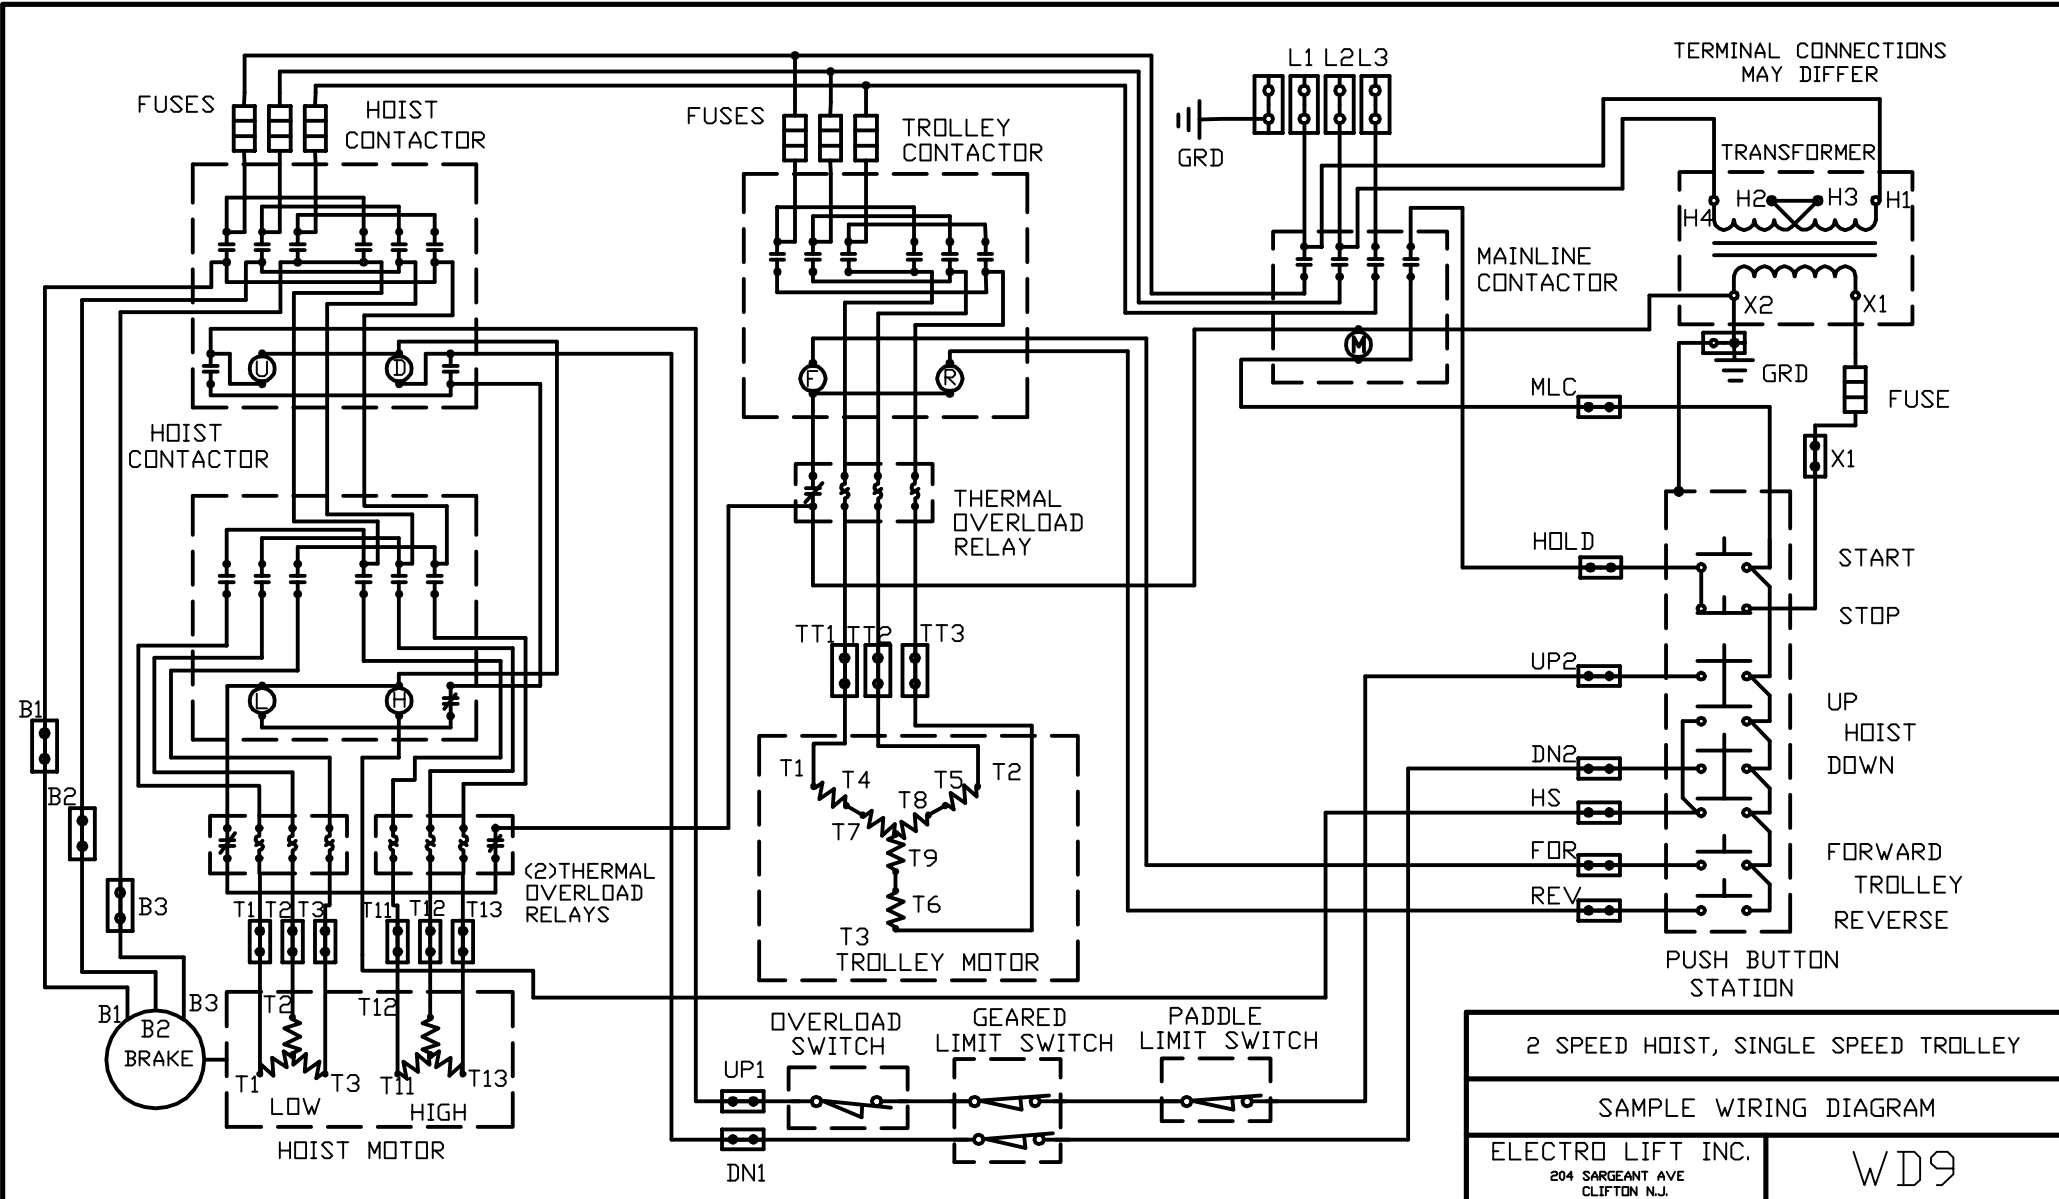 L1 L2 L3
TERMINAL CONNECTIONS
MAY DIFFER
FUSES
HOIST
CONTACTOR
FUSES
TROLLEY
CONTACTOR
GRD
TRANSFORMER
H4
H2
H3
H1
MAINLINE
CONTACTOR
X2
X1
GRD
FUSE
X1
U
D
F
R
M
MLC
HOIST
CONTACTOR
THERMAL
OVERLOAD
RELAY
HOLD
START
STOP
TT1
TT2
TT3
UP2
UP
HOIST
DOWN
DN2
HS
FOR
REV
FORWARD
TROLLEY
REVERSE
PUSH BUTTON
STATION
L
H
B1
B2
B3
T1
T4
T7
T8
T5
T2
T9
T6
T3
TROLLEY MOTOR
(2)THERMAL
OVERLOAD
RELAYS
T1
T2
T3
T11
T12
T13
B1
B2
B3
BRAKE
T2
T12
T1
T3
T11
T13
LOW
HIGH
HOIST MOTOR
OVERLOAD
SWITCH
GEARED
LIMIT SWITCH
PADDLE
LIMIT SWITCH
UP1
DN1
2 SPEED HOIST, SINGLE SPEED TROLLEY
SAMPLE WIRING DIAGRAM
ELECTRO LIFT INC.
204 SARGEANT AVE
CLIFTON N.J.
WD9